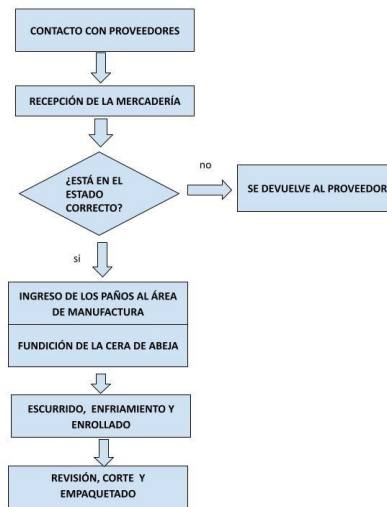 CONTACTO CON PROVEEDORES
RECEPCIÓN DE LA MERCADERÍA
¿ESTÁ EN EL
ESTADO
CORRECTO?
no
SE DEVUELVE AL PROVEEDOR
si
INGRESO DE LOS PAÑOS AL ÁREA
DE MANUFACTURA
FUNDICIÓN DE LA CERA DE ABEJA
ESCURRIDO, ENFRIAMIENTO Y
ENROLLADO
REVISIÓN, CORTE Y
EMPAQUETADO